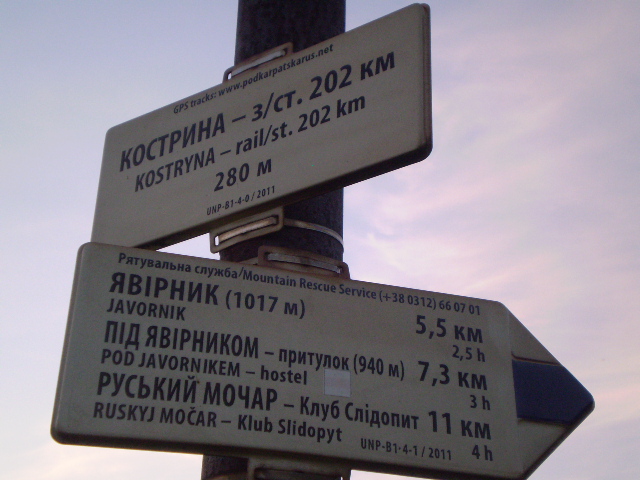 GPS tracks: www.podkarpatskarus.net
КОСТРИНА – з/ст. 202 км
KOSTRYNA – rail/st. 202 km
280 м
UNP-B1-4-0 / 2011
Рятувальна служба/Mountain Rescue Service (+38 0312) 66 07 01
ЯВІРНИК (1017 м) 5,5 км
JAVORNIK 2,5 h
ПІД ЯВІРНИКОМ – притулок (940 м) 7,3 км
POD JAVORNIKEM – hostel 3 h
РУСЬКИЙ МОЧАР – Клуб Слідопит 11 км
RUSKYJ MOČAR – Klub Slidopyt UNP-B1-4-1 / 2011 4 h